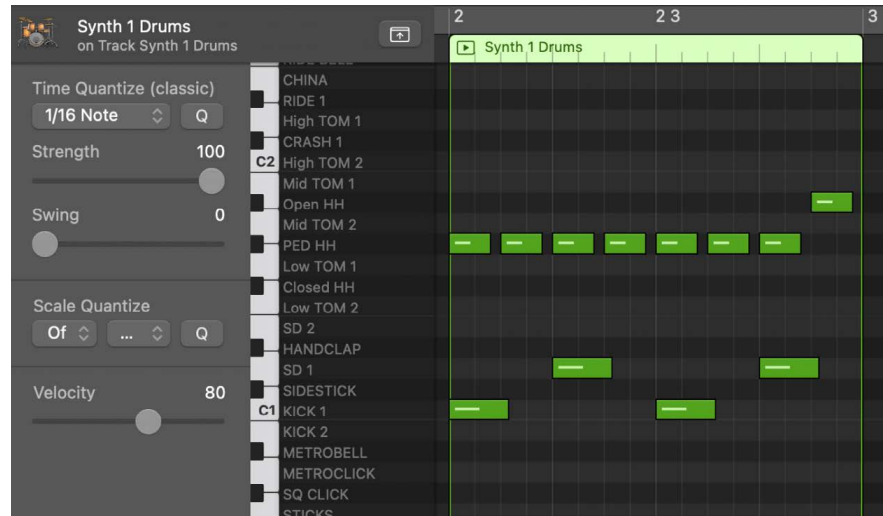 Synth 1 Drums
on Track Synth 1 Drums
2
2 3
3
Synth 1 Drums
Time Quantize (classic)
1/16 Note
Q
Strength
100
Swing
0
Scale Quantize
Of
...
Q
Velocity
80
CHINA
RIDE 1
High TOM 1
CRASH 1
C2
High TOM 2
Mid TOM 1
Open HH
Mid TOM 2
PED HH
Low TOM 1
Closed HH
Low TOM 2
SD 2
HANDCLAP
SD 1
SIDESTICK
C1
KICK 1
KICK 2
METROBELL
METROCLICK
SQ CLICK
STICKS